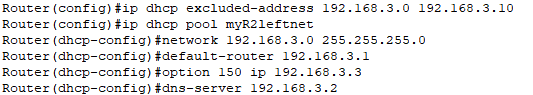 Router(config)#ip dhcp excluded-address 192.168.3.0 192.168.3.10
Router(config)#ip dhcp pool myR2leftnet
Router(dhcp-config)#network 192.168.3.0 255.255.255.0
Router(dhcp-config)#default-router 192.168.3.1
Router(dhcp-config)#option 150 ip 192.168.3.3
Router(dhcp-config)#dns-server 192.168.3.2